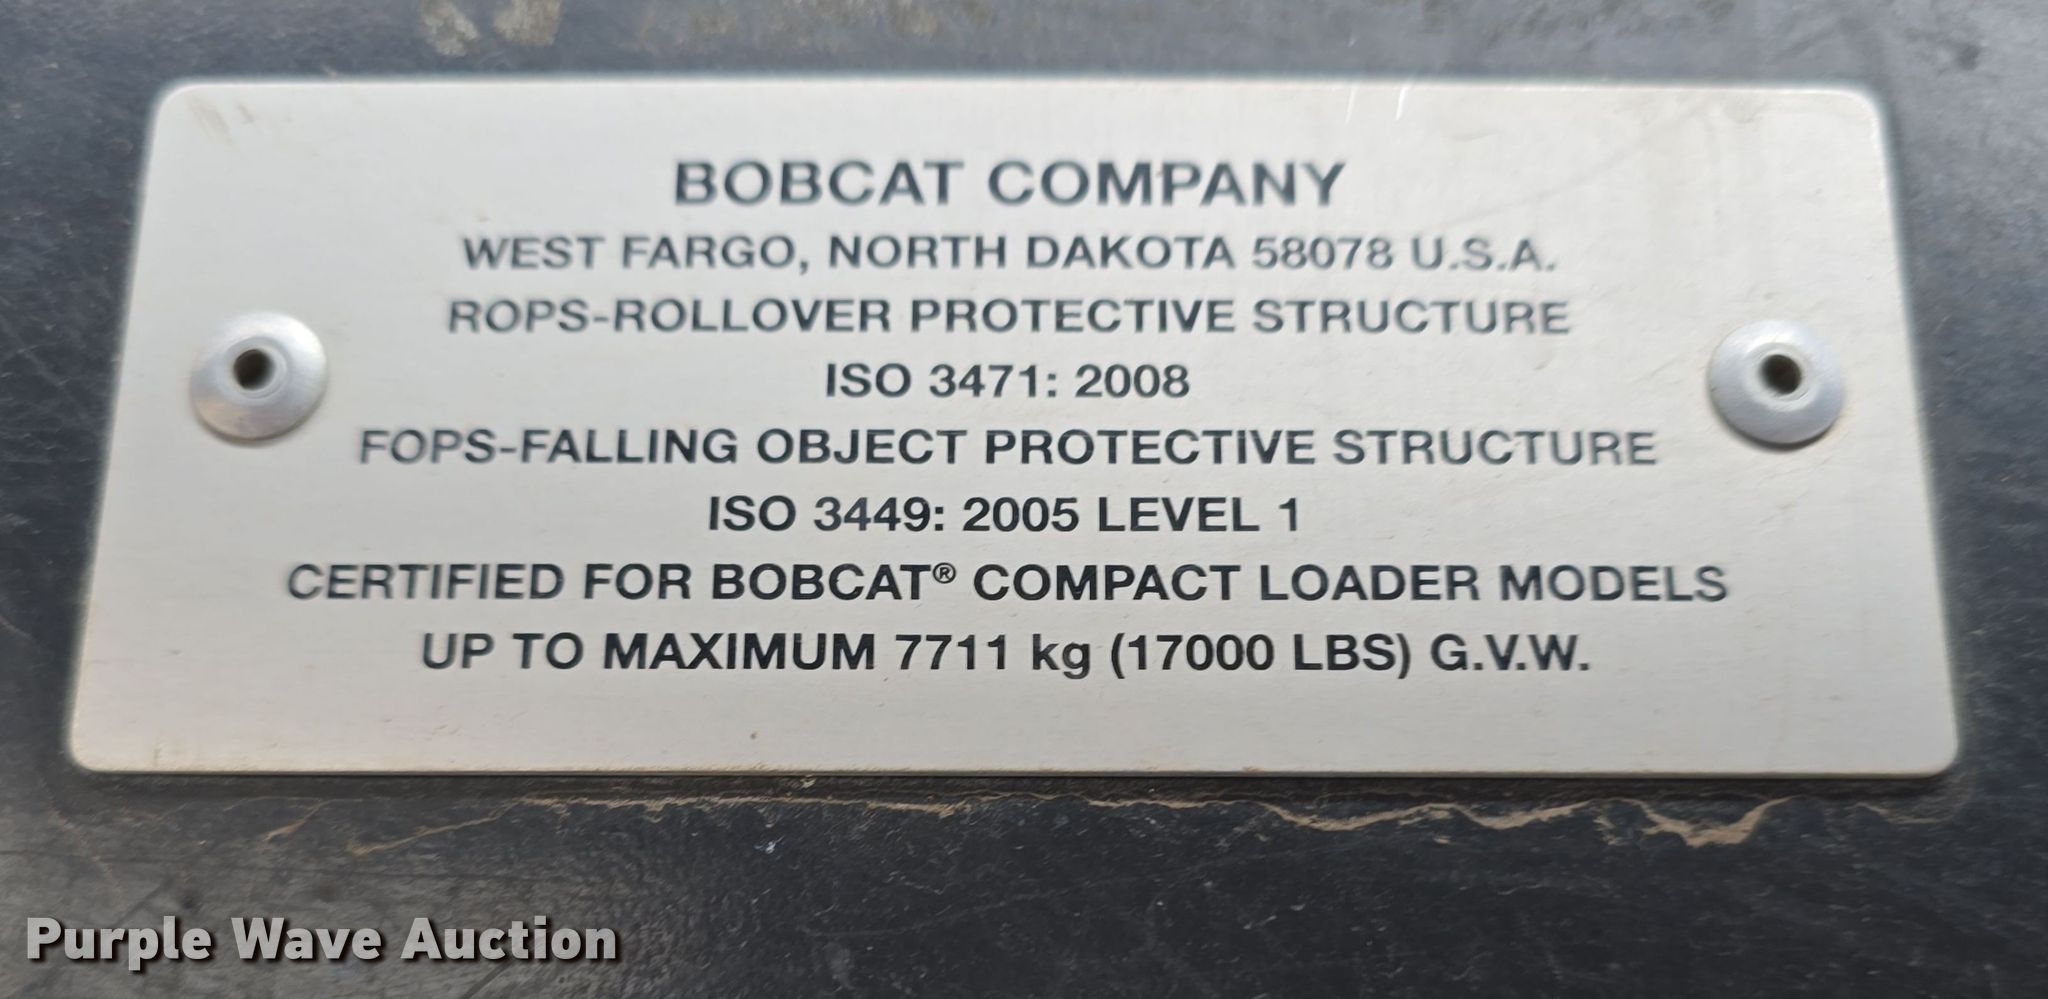 BOBCAT COMPANY
WEST FARGO, NORTH DAKOTA 58078 U.S.A.
ROPS-ROLLOVER PROTECTIVE STRUCTURE
ISO 3471: 2008
FOPS-FALLING OBJECT PROTECTIVE STRUCTURE
ISO 3449: 2005 LEVEL 1
CERTIFIED FOR BOBCAT® COMPACT LOADER MODELS
UP TO MAXIMUM 7711 kg (17000 LBS) G.V.W.
Purple Wave Auction